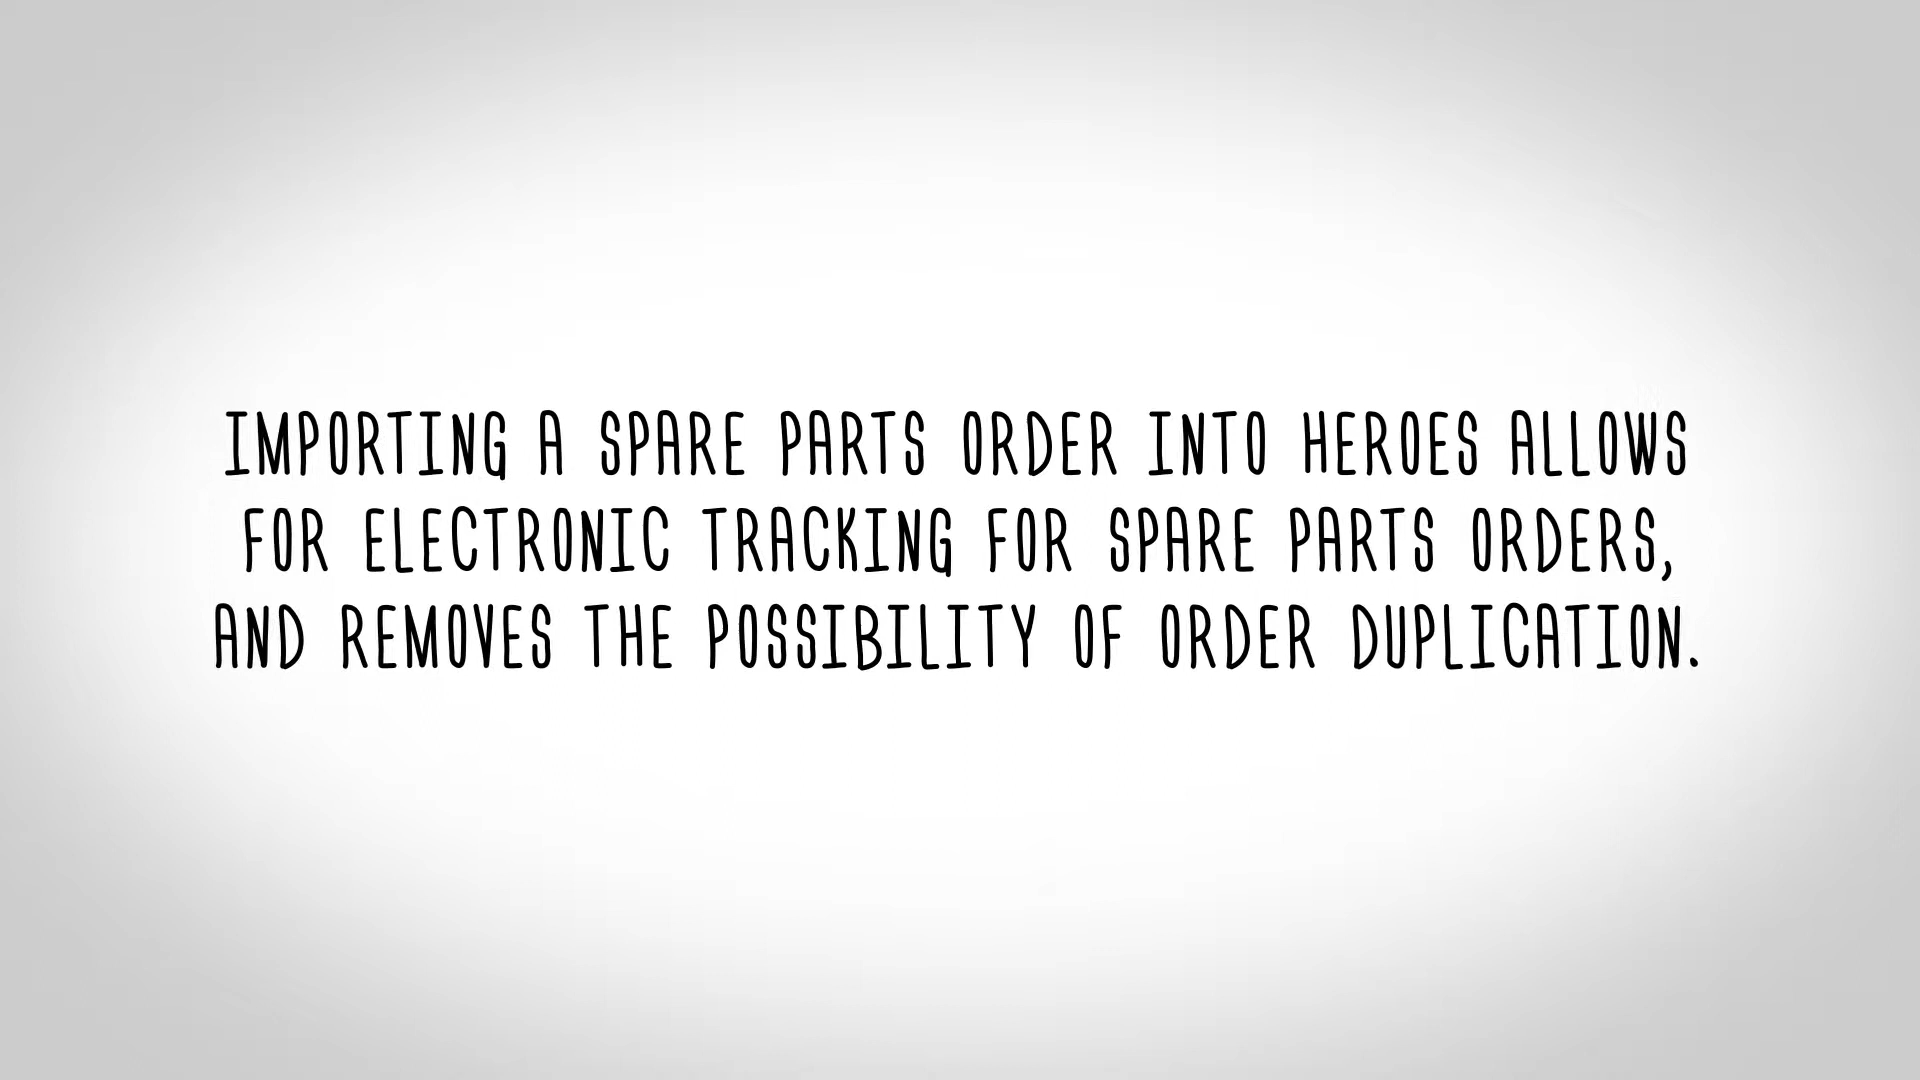 IMPORTING A SPARE PARTS ORDER INTO HEROES ALLOWS
FOR ELECTRONIC TRACKING FOR SPARE PARTS ORDERS,
AND REMOVES THE POSSIBILITY OF ORDER DUPLICATION.